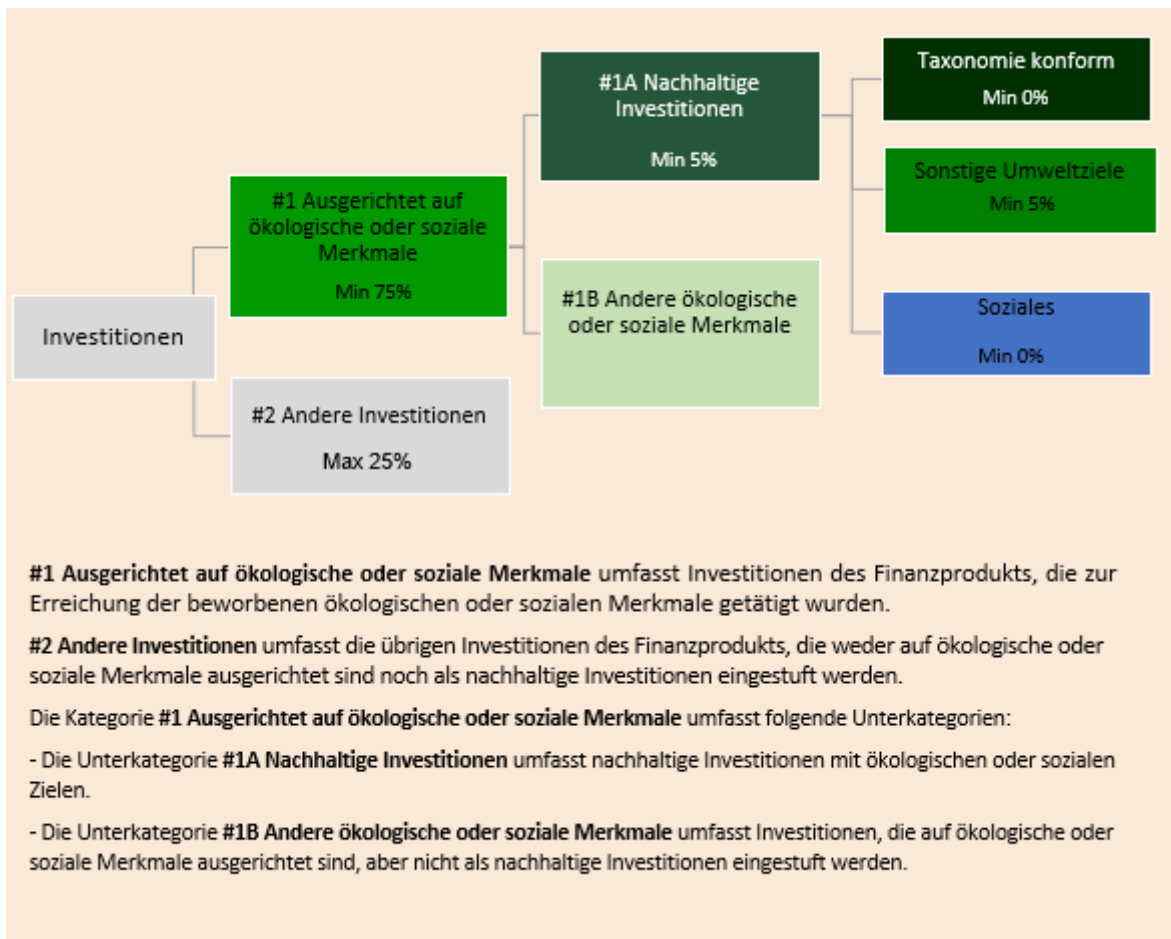 Investitionen
#1 Ausgerichtet auf
ökologische oder soziale
Merkmale
Min 75%
#2 Andere Investitionen
Max 25%
#1A Nachhaltige
Investitionen
Min 5%
#1B Andere ökologische
oder soziale Merkmale
Taxonomie konform
Min 0%
Sonstige Umweltziele
Min 5%
Soziales
Min 0%
#1 Ausgerichtet auf ökologische oder soziale Merkmale umfasst Investitionen des Finanzprodukts, die zur
Erreichung der beworbenen ökologischen oder sozialen Merkmale getätigt wurden.
#2 Andere Investitionen umfasst die übrigen Investitionen des Finanzprodukts, die weder auf ökologische oder
soziale Merkmale ausgerichtet sind noch als nachhaltige Investitionen eingestuft werden.
Die Kategorie #1 Ausgerichtet auf ökologische oder soziale Merkmale umfasst folgende Unterkategorien:
- Die Unterkategorie #1A Nachhaltige Investitionen umfasst nachhaltige Investitionen mit ökologischen oder sozialen
Zielen.
- Die Unterkategorie #1B Andere ökologische oder soziale Merkmale umfasst Investitionen, die auf ökologische oder
soziale Merkmale ausgerichtet sind, aber nicht als nachhaltige Investitionen eingestuft werden.